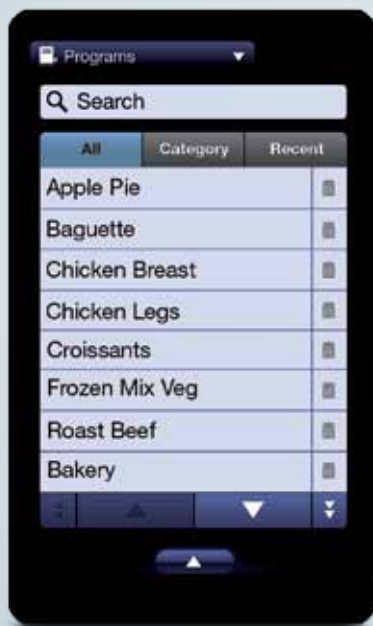 Programs
Search
All Category Recent
Apple Pie
Baguette
Chicken Breast
Chicken Legs
Croissants
Frozen Mix Veg
Roast Beef
Bakery